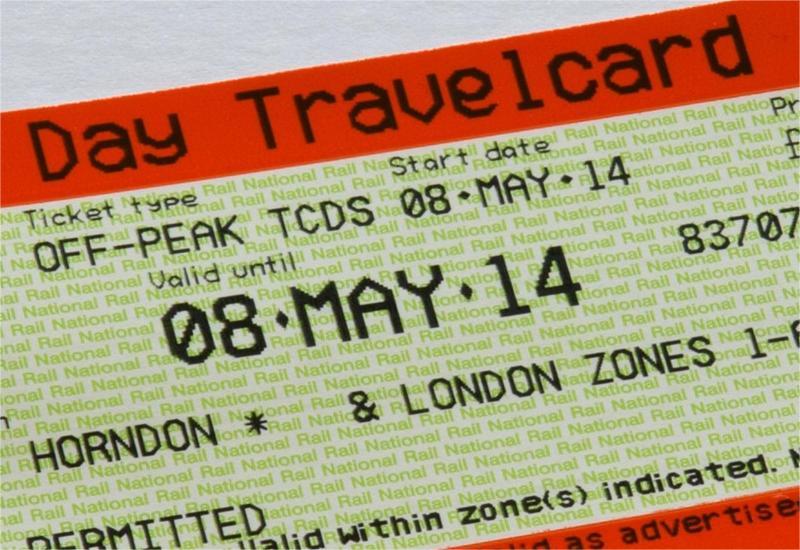 Day Travelcard
Ticket type Start date
OFF-PEAK TCDS 08·MAY·14
Valid until 83707
08·MAY·14
HORNDON * & LONDON ZONES 1-
PERMITTED
valid within zone(s) indicated.
as advertised